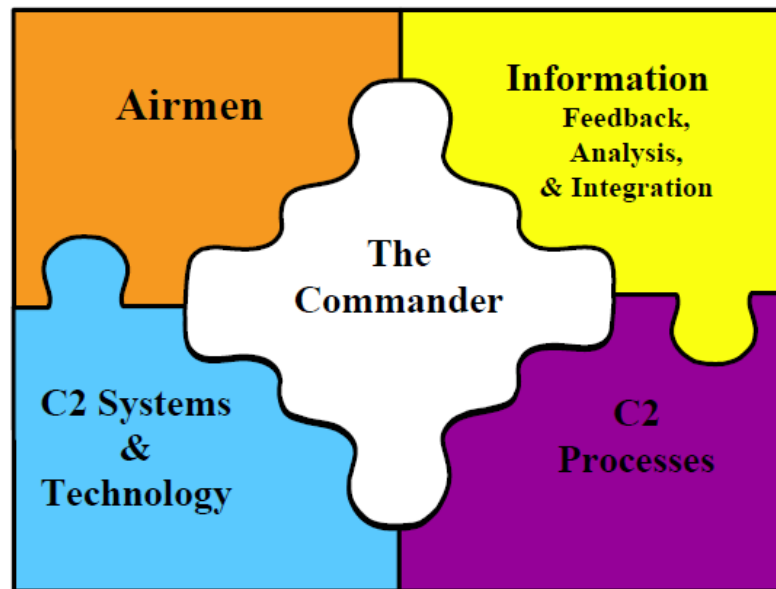 Airmen
Information
Feedback,
Analysis,
& Integration
The
Commander
C2 Systems
&
Technology
C2
Processes